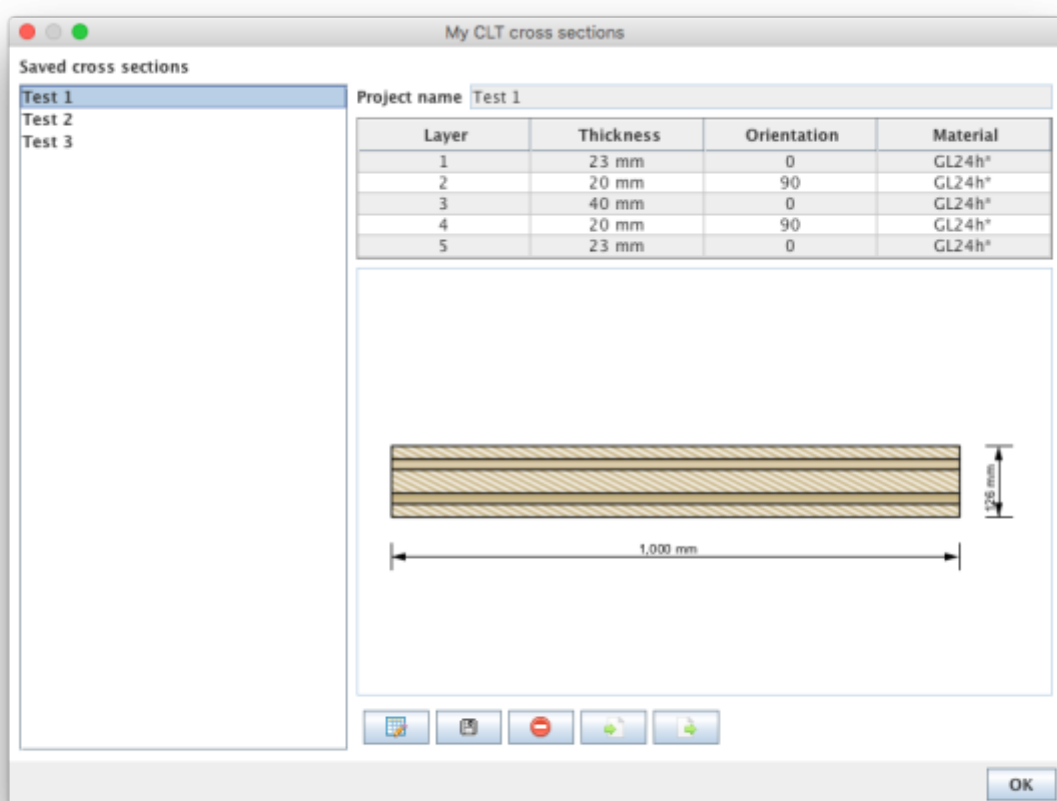 My CLT cross sections
Saved cross sections
Test 1
Test 2
Test 3
Project name Test 1
Layer Thickness Orientation Material
1 23 mm 0 GL24h*
2 20 mm 90 GL24h*
3 40 mm 0 GL24h*
4 20 mm 90 GL24h*
5 23 mm 0 GL24h*
126 mm
1,000 mm
OK